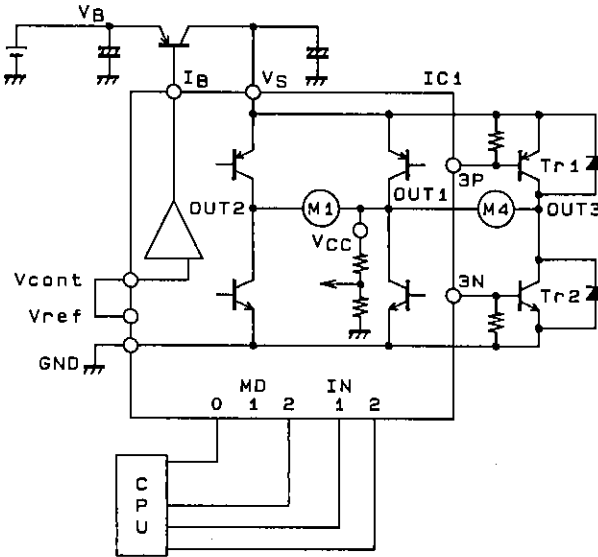 VB
IB
VS
IC1
3P
Tr1
OUT2
M1
OUT1
M4
OUT3
VCC
Vcont
3N
Tr2
Vref
GND
MD
IN
0
1
2
1
2
CPU